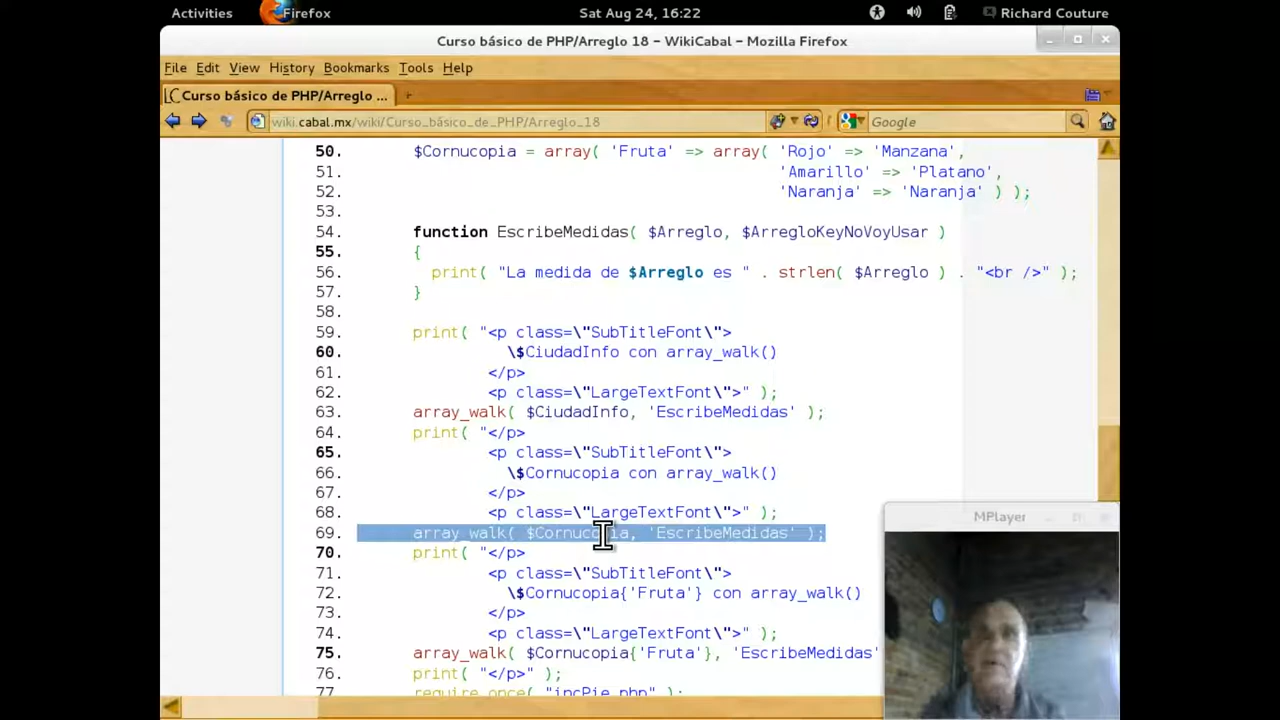 Activities Firefox Sat Aug 24, 16:22 Richard Couture
Curso básico de PHP/Arreglo 18 – WikiCabal – Mozilla Firefox
File Edit View History Bookmarks Tools Help
Curso básico de PHP/Arreglo ...
wiki.cabal.mx/wiki/Curso_básico_de_PHP/Arreglo_18 Google
50. $Cornucopia = array( 'Fruta' => array( 'Rojo' => 'Manzana',
51. 'Amarillo' => 'Platano',
52. 'Naranja' => 'Naranja' ) );
53.
54. function EscribeMedidas( $Arreglo, $ArregloKeyNoVoyUsar )
55. {
56. print( "La medida de $Arreglo es " . strlen( $Arreglo ) . "<br />" );
57. }
58.
59. print( "<p class=\"SubTitleFont\">
60. \$CiudadInfo con array_walk()
61. </p>
62. <p class=\"LargeTextFont\">" );
63. array_walk( $CiudadInfo, 'EscribeMedidas' );
64. print( "</p>
65. <p class=\"SubTitleFont\">
66. \$Cornucopia con array_walk()
67. </p>
68. <p class=\"LargeTextFont\">" );
69. array_walk( $Cornucopia, 'EscribeMedidas' );
70. print( "</p>
71. <p class=\"SubTitleFont\">
72. \$Cornucopia{'Fruta'} con array_walk()
73. </p>
74. <p class=\"LargeTextFont\">" );
75. array_walk( $Cornucopia{'Fruta'}, 'EscribeMedidas'
76. print( "</p>" );
77. require_once( "incPie.php" );
MPlayer